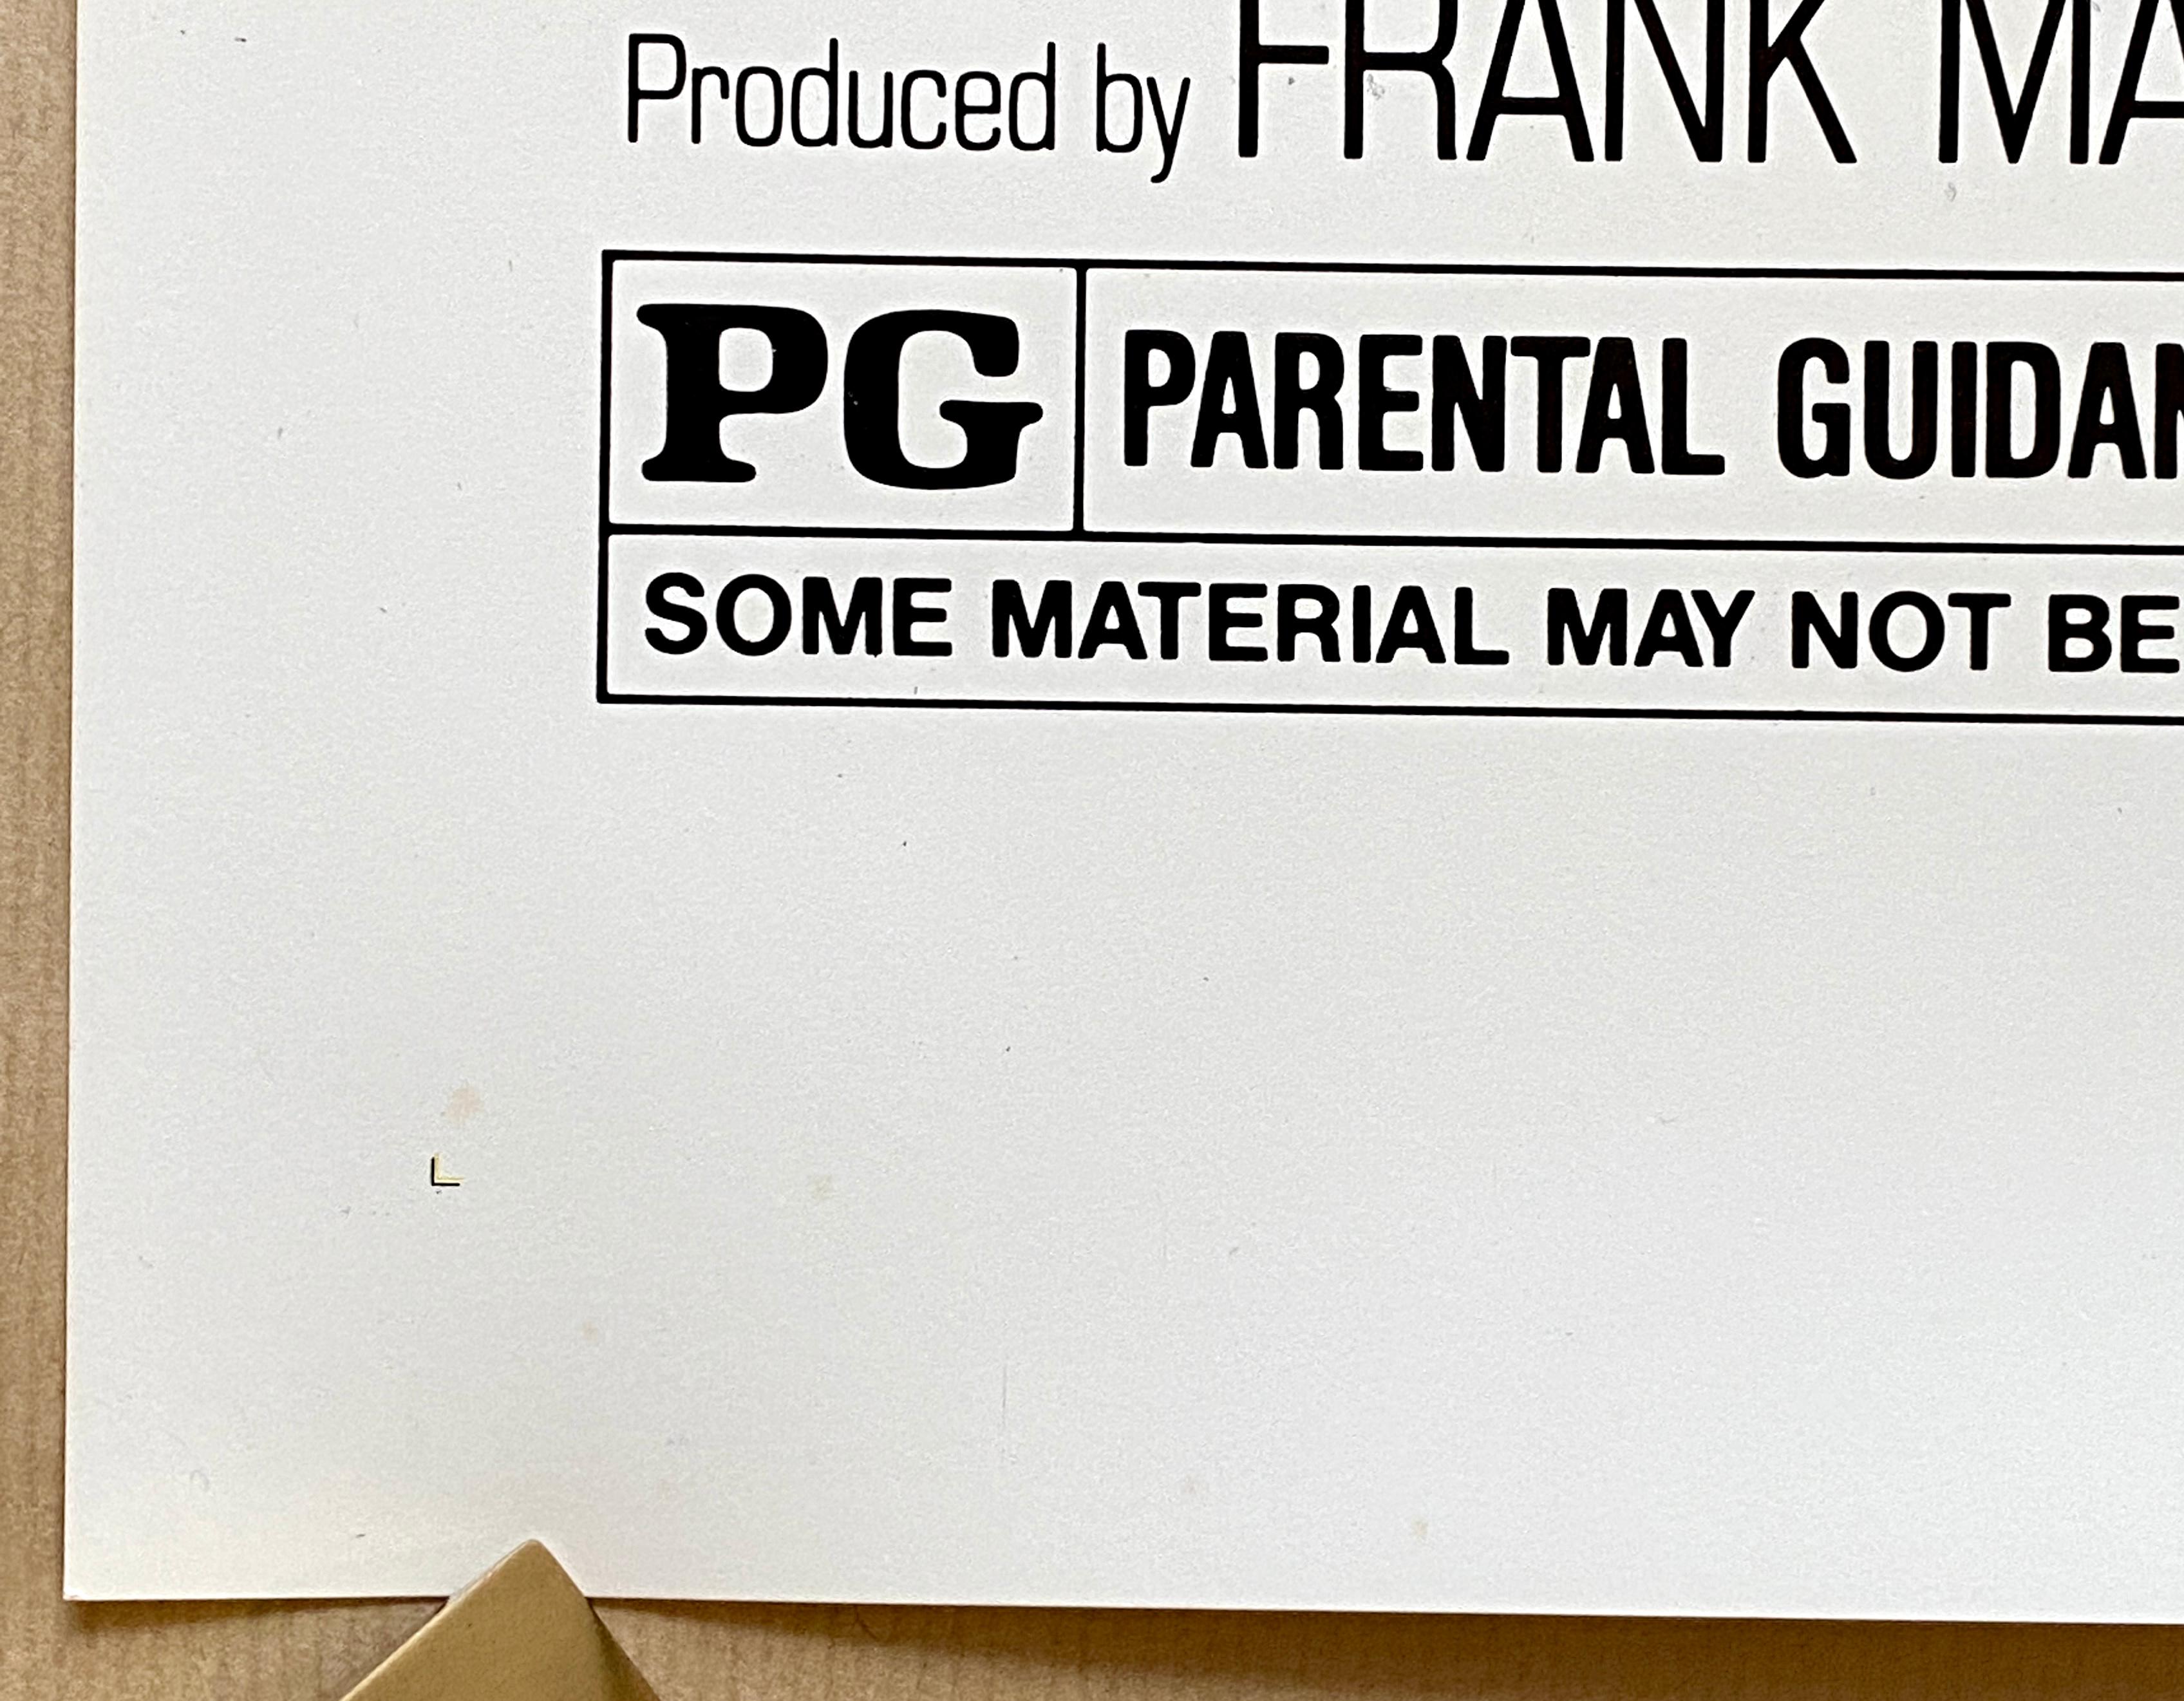 Produced by FRANK MA
PG PARENTAL GUIDAN
SOME MATERIAL MAY NOT BE